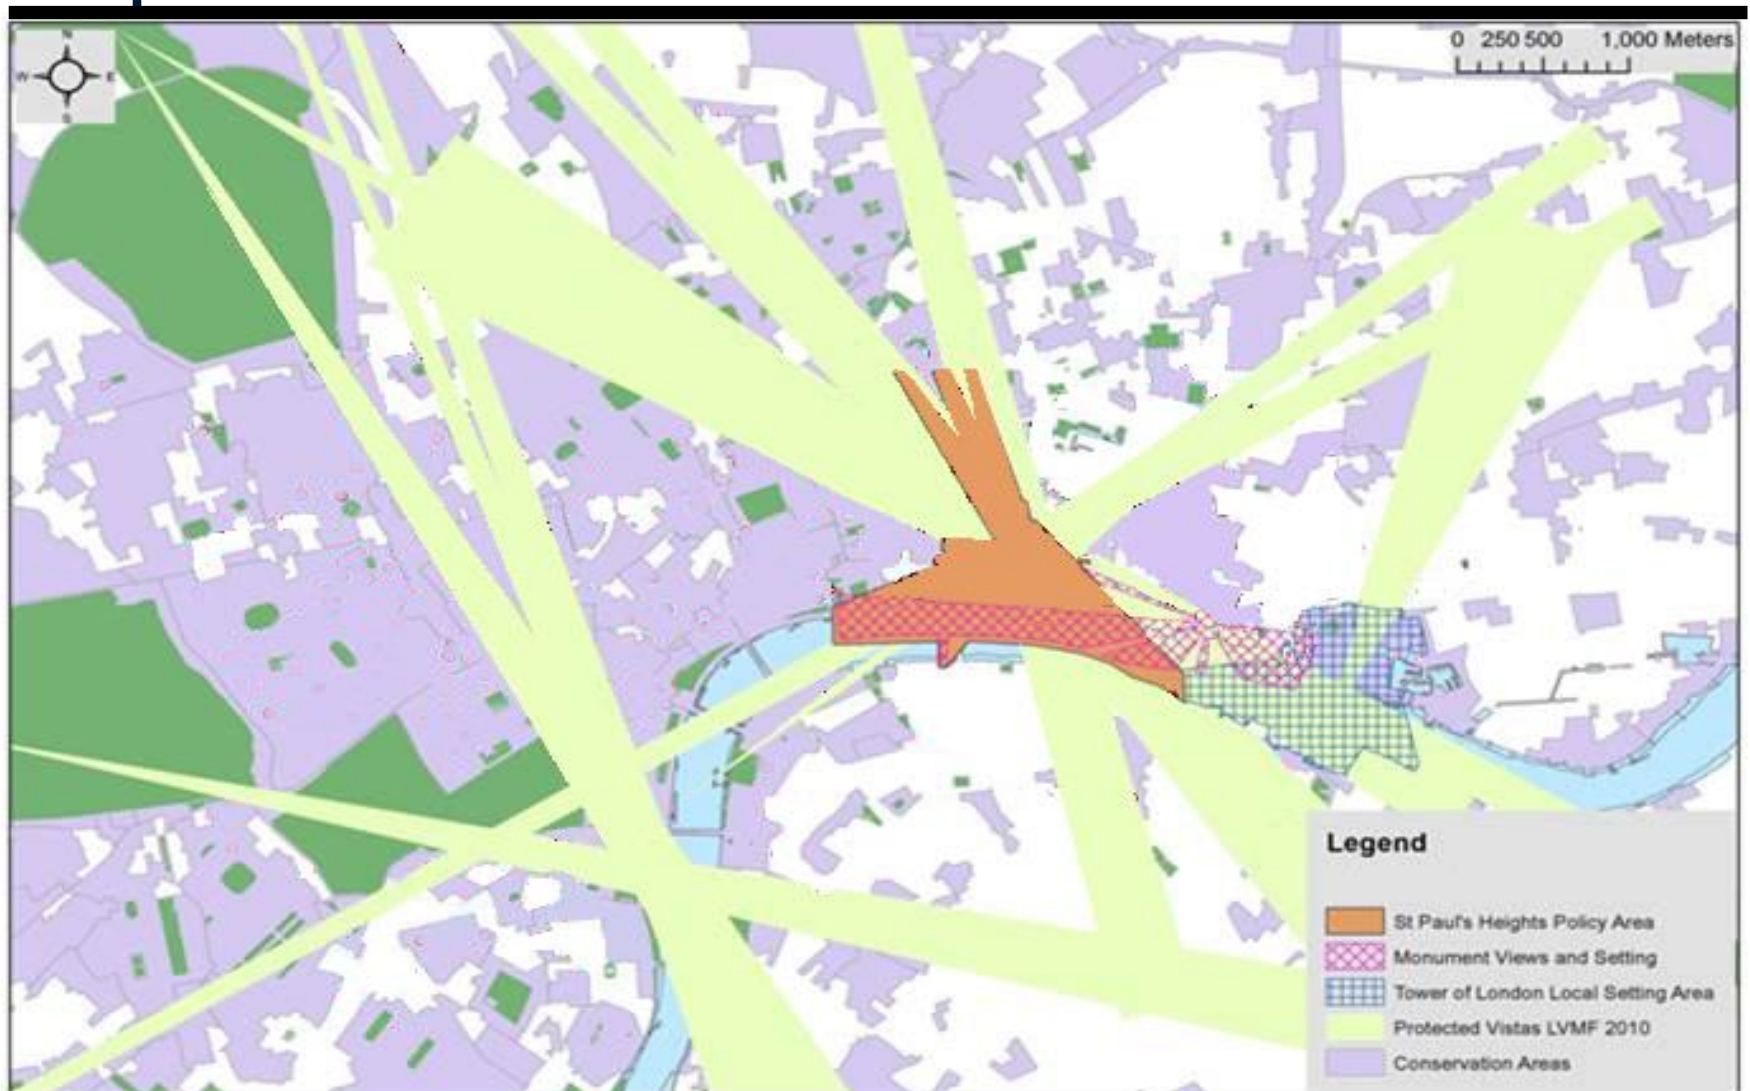 N
W E
S
0 250 500 1,000 Meters
Legend
St Paul's Heights Policy Area
Monument Views and Setting
Tower of London Local Setting Area
Protected Vistas LVMF 2010
Conservation Areas